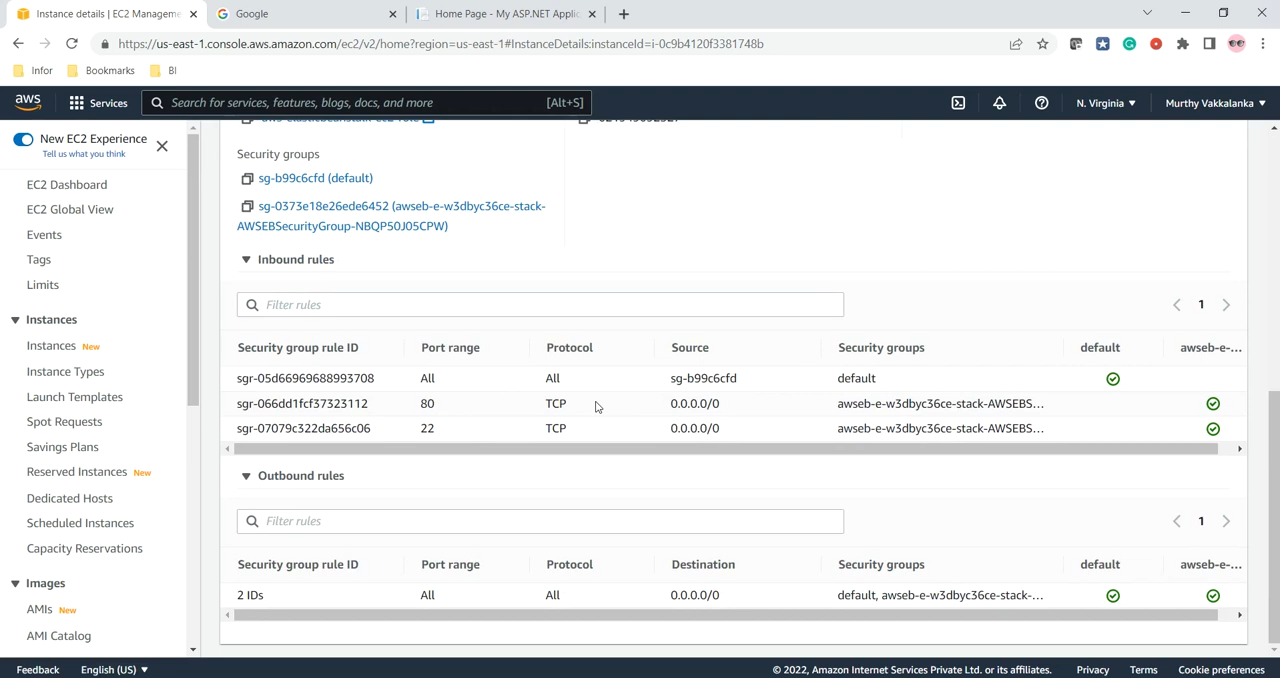 Instance details | EC2 Manageme
Google
Home Page - My ASP.NET Applic
https://us-east-1.console.aws.amazon.com/ec2/v2/home?region=us-east-1#InstanceDetails:instanceId=i-0c9b4120f3381748b
Infor Bookmarks BI
aws Services Search for services, features, blogs, docs, and more [Alt+S] N. Virginia ▼ Murthy Vakkalanka ▼
New EC2 Experience
Tell us what you think
EC2 Dashboard
EC2 Global View
Events
Tags
Limits
Instances
Instances New
Instance Types
Launch Templates
Spot Requests
Savings Plans
Reserved Instances New
Dedicated Hosts
Scheduled Instances
Capacity Reservations
Images
AMIs New
AMI Catalog
Security groups
sg-b99c6cfd (default)
sg-0373e18e26ede6452 (awseb-e-w3dbyc36ce-stack-
AWSEBSecurityGroup-NBQP50J05CPW)
Inbound rules
Filter rules
1
Security group rule ID Port range Protocol Source Security groups default awseb-e-...
sgr-05d66969688993708 All All sg-b99c6cfd default
sgr-066dd1fcf37323112 80 TCP 0.0.0.0/0 awseb-e-w3dbyc36ce-stack-AWSEBS...
sgr-07079c322da656c06 22 TCP 0.0.0.0/0 awseb-e-w3dbyc36ce-stack-AWSEBS...
Outbound rules
Filter rules
1
Security group rule ID Port range Protocol Destination Security groups default awseb-e-...
2 IDs All All 0.0.0.0/0 default, awseb-e-w3dbyc36ce-stack-...
Feedback English (US) ▼ © 2022, Amazon Internet Services Private Ltd. or its affiliates. Privacy Terms Cookie preferences